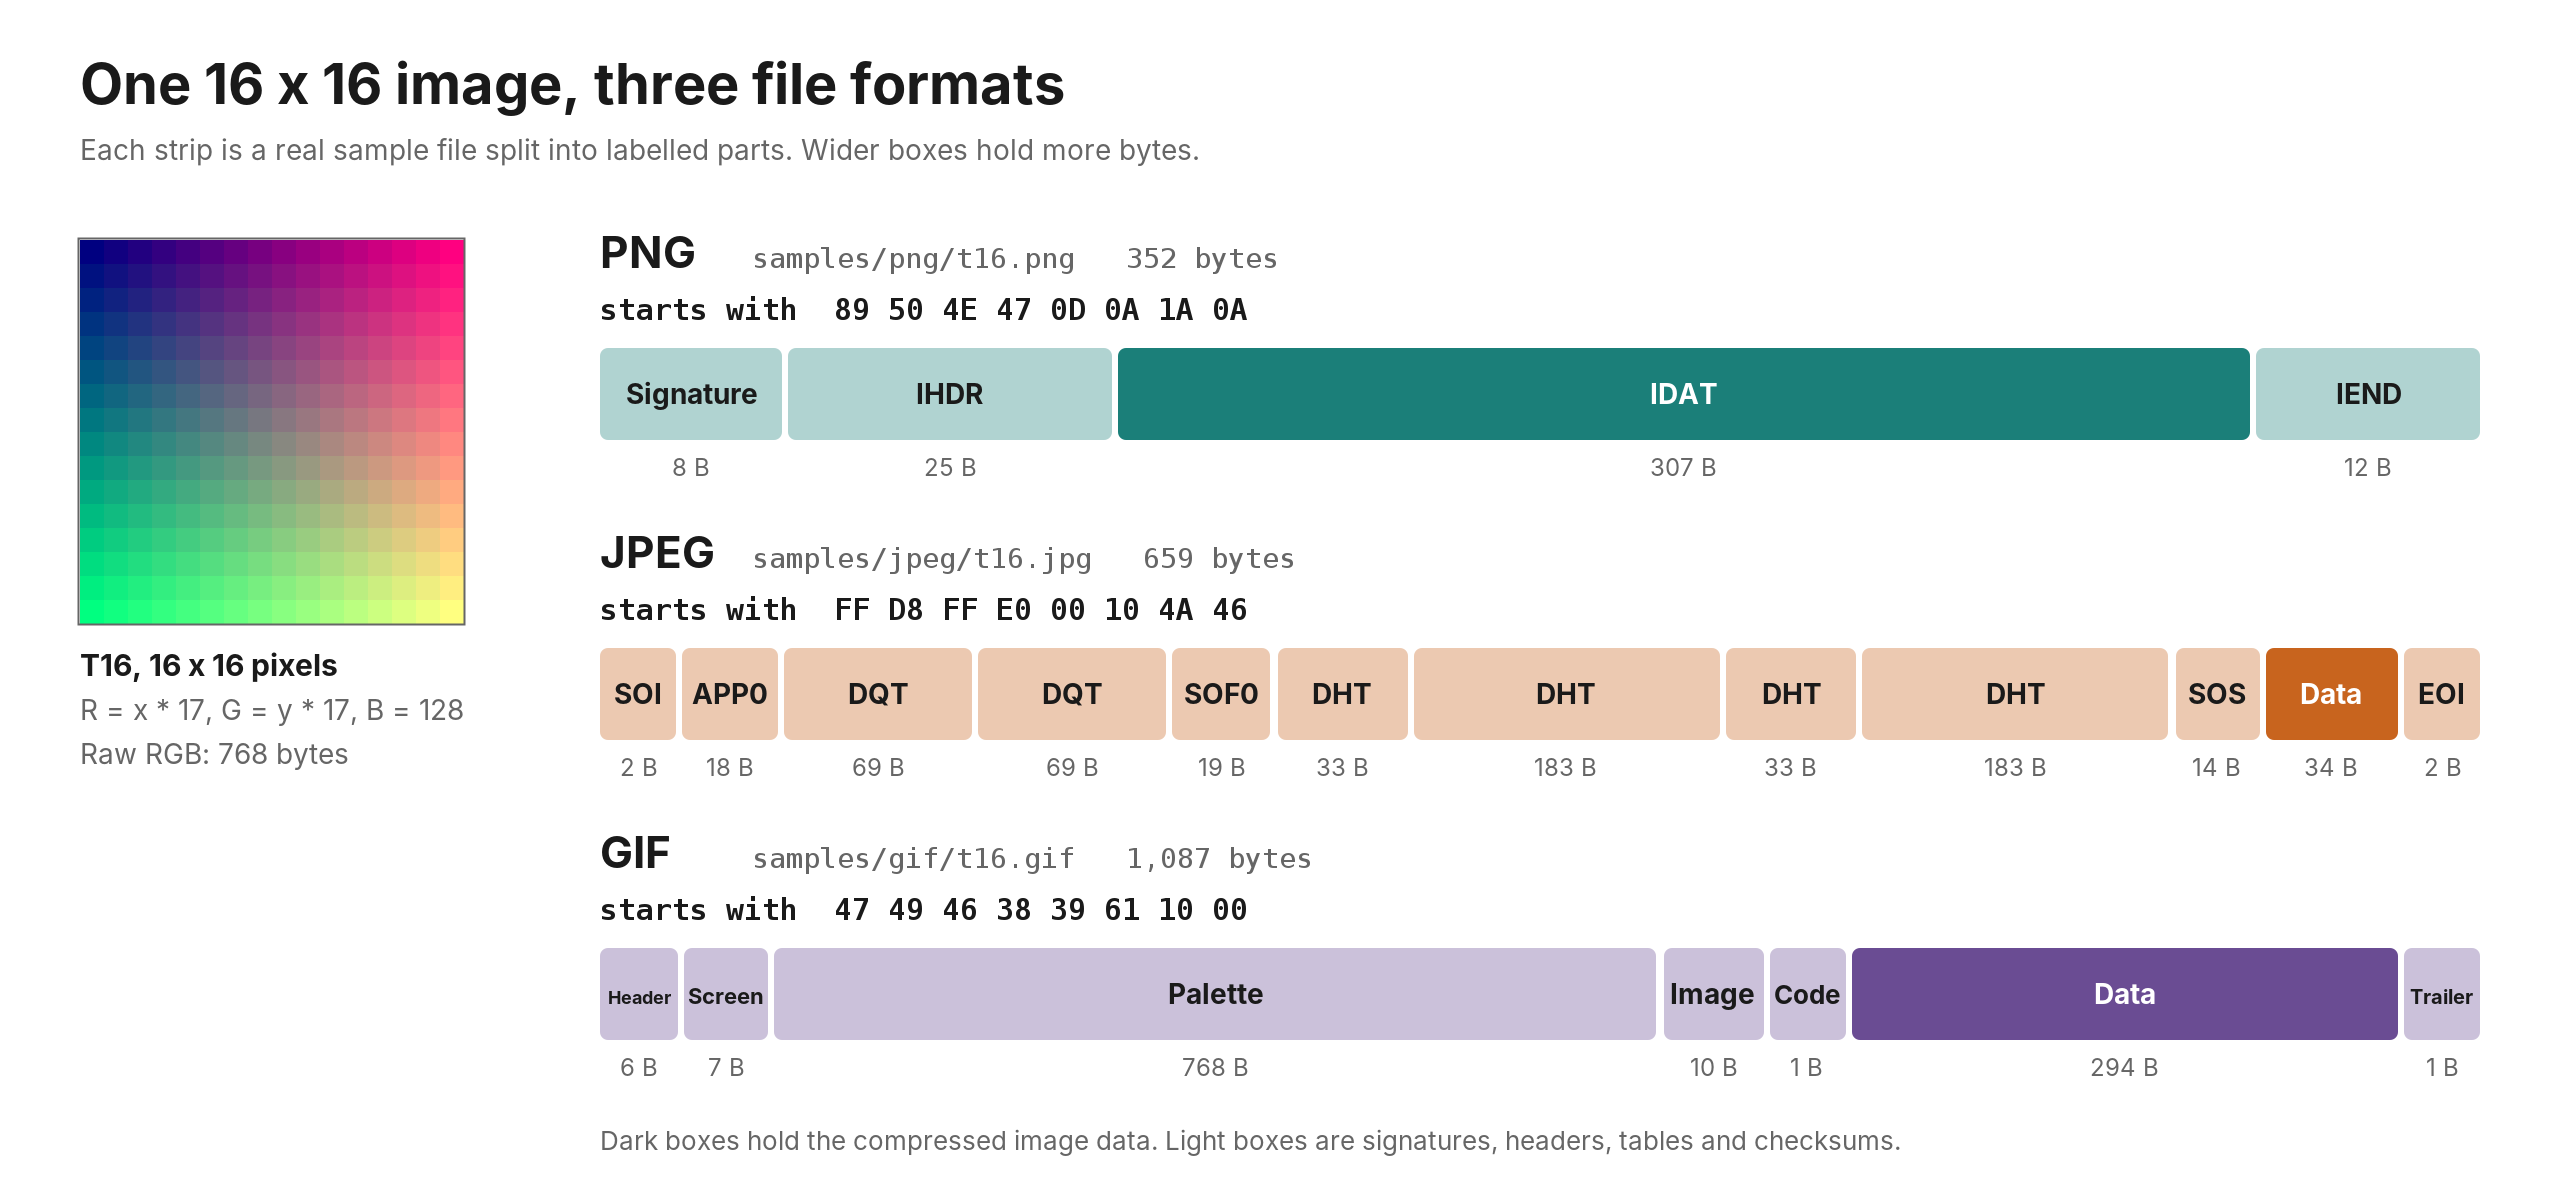 One 16 x 16 image, three file formats
Each strip is a real sample file split into labelled parts. Wider boxes hold more bytes.
T16, 16 x 16 pixels
R = x * 17, G = y * 17, B = 128
Raw RGB: 768 bytes
PNG samples/png/t16.png 352 bytes
starts with 89 50 4E 47 0D 0A 1A 0A
Signature IHDR IDAT IEND
8 B 25 B 307 B 12 B
JPEG samples/jpeg/t16.jpg 659 bytes
starts with FF D8 FF E0 00 10 4A 46
SOI APP0 DQT DQT SOF0 DHT DHT DHT DHT SOS Data EOI
2 B 18 B 69 B 69 B 19 B 33 B 183 B 33 B 183 B 14 B 34 B 2 B
GIF samples/gif/t16.gif 1,087 bytes
starts with 47 49 46 38 39 61 10 00
Header Screen Palette Image Code Data Trailer
6 B 7 B 768 B 10 B 1 B 294 B 1 B
Dark boxes hold the compressed image data. Light boxes are signatures, headers, tables and checksums.